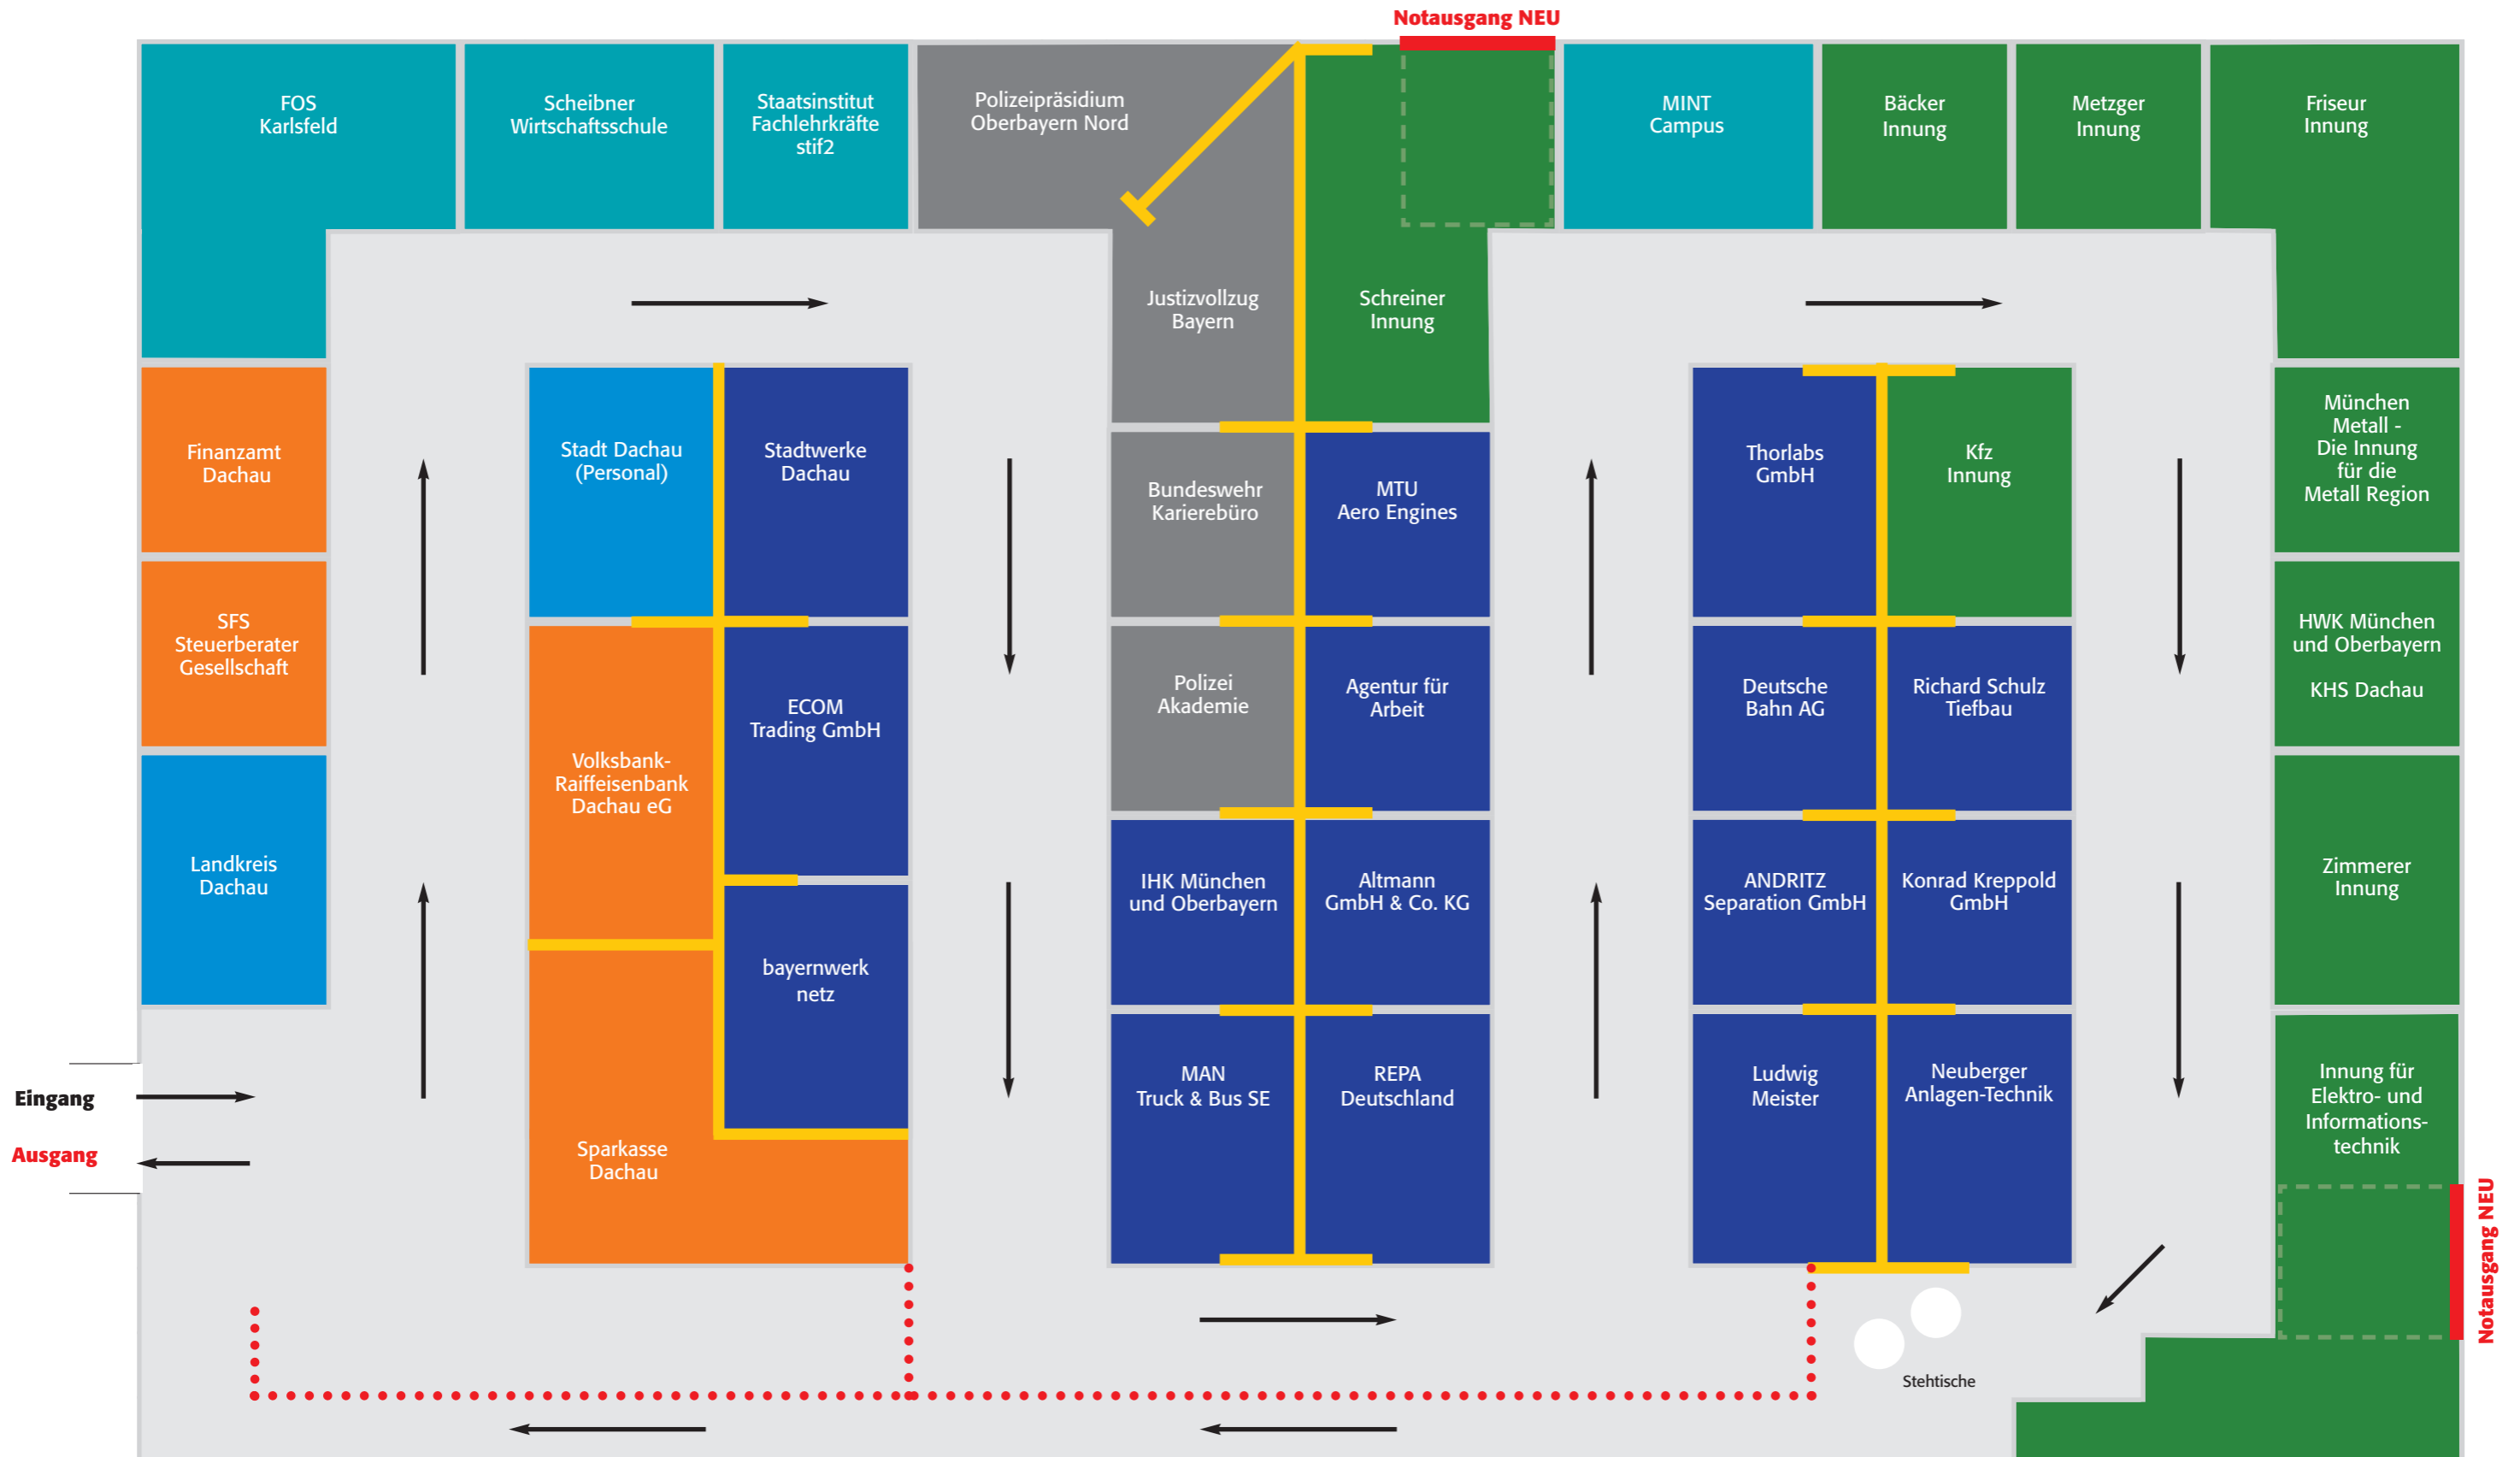 Notausgang NEU
FOS
Karlsfeld
Scheibner
Wirtschaftsschule
Staatsinstitut
Fachlehrkräfte
stif2
Polizeipräsidium
Oberbayern Nord
MINT
Campus
Bäcker
Innung
Metzger
Innung
Friseur
Innung
Justizvollzug
Bayern
Schreiner
Innung
Finanzamt
Dachau
Stadt Dachau
(Personal)
Stadtwerke
Dachau
Bundeswehr
Karierebüro
MTU
Aero Engines
Thorlabs
GmbH
Kfz
Innung
München
Metall -
Die Innung
für die
Metall Region
SFS
Steuerberater
Gesellschaft
Volksbank-
Raiffeisenbank
Dachau eG
ECOM
Trading GmbH
Polizei
Akademie
Agentur für
Arbeit
Deutsche
Bahn AG
Richard Schulz
Tiefbau
HWK München
und Oberbayern
KHS Dachau
Landkreis
Dachau
bayernwerk
netz
IHK München
und Oberbayern
Altmann
GmbH & Co. KG
ANDRITZ
Separation GmbH
Konrad Kreppold
GmbH
Zimmerer
Innung
Eingang
Ausgang
Sparkasse
Dachau
MAN
Truck & Bus SE
REPA
Deutschland
Ludwig
Meister
Neuberger
Anlagen-Technik
Innung für
Elektro- und
Informations-
technik
Notausgang NEU
Stehtische